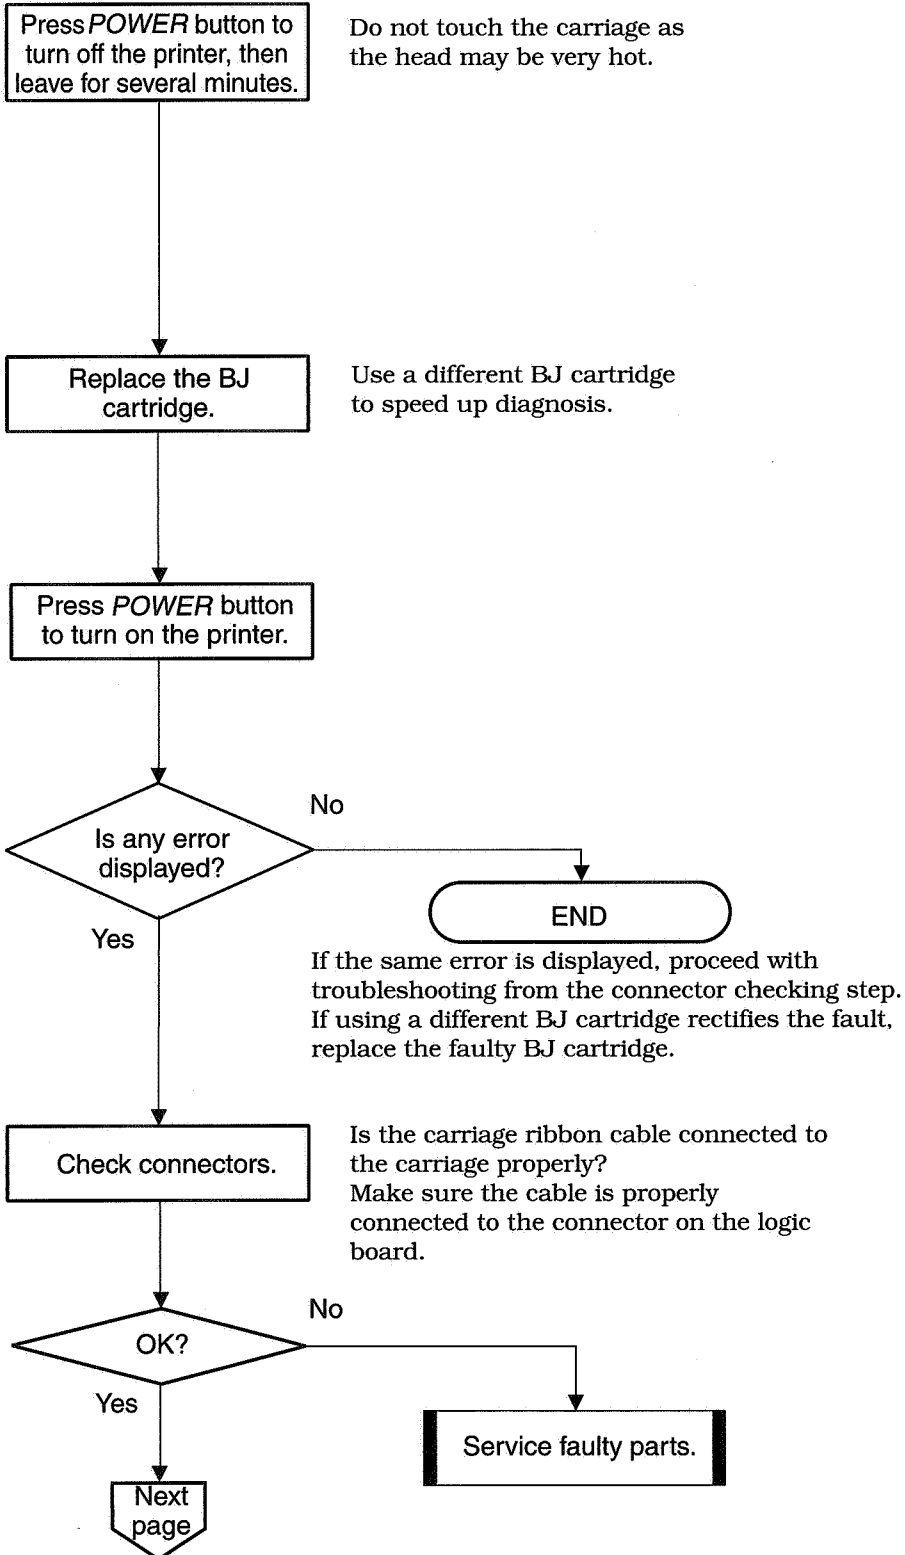 Press POWER button to
turn off the printer, then
leave for several minutes.
Do not touch the carriage as
the head may be very hot.
Replace the BJ
cartridge.
Use a different BJ cartridge
to speed up diagnosis.
Press POWER button
to turn on the printer.
Is any error
displayed?
No
END
Yes
If the same error is displayed, proceed with
troubleshooting from the connector checking step.
If using a different BJ cartridge rectifies the fault,
replace the faulty BJ cartridge.
Check connectors.
Is the carriage ribbon cable connected to
the carriage properly?
Make sure the cable is properly
connected to the connector on the logic
board.
OK?
No
Yes
Service faulty parts.
Next
page